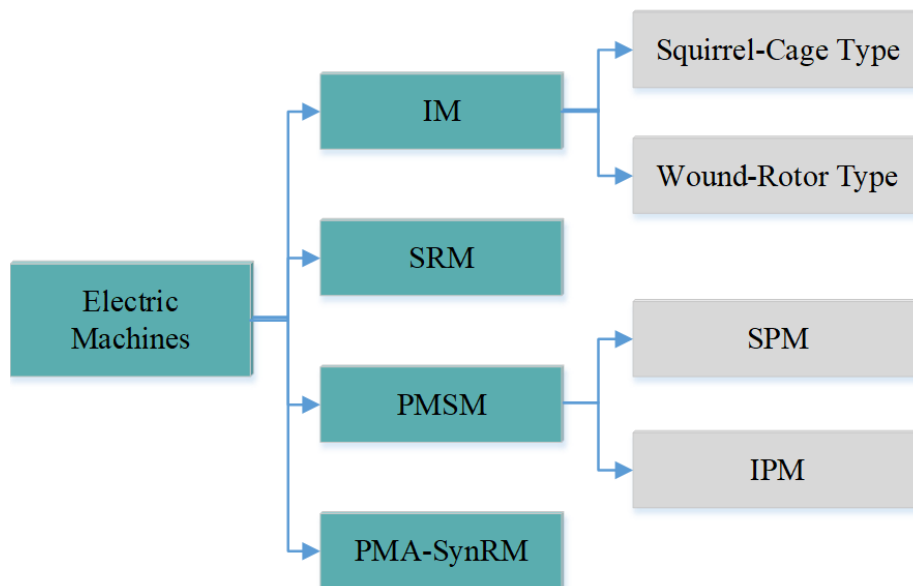 Electric
Machines
IM
Squirrel-Cage Type
Wound-Rotor Type
SRM
PMSM
SPM
IPM
PMA-SynRM